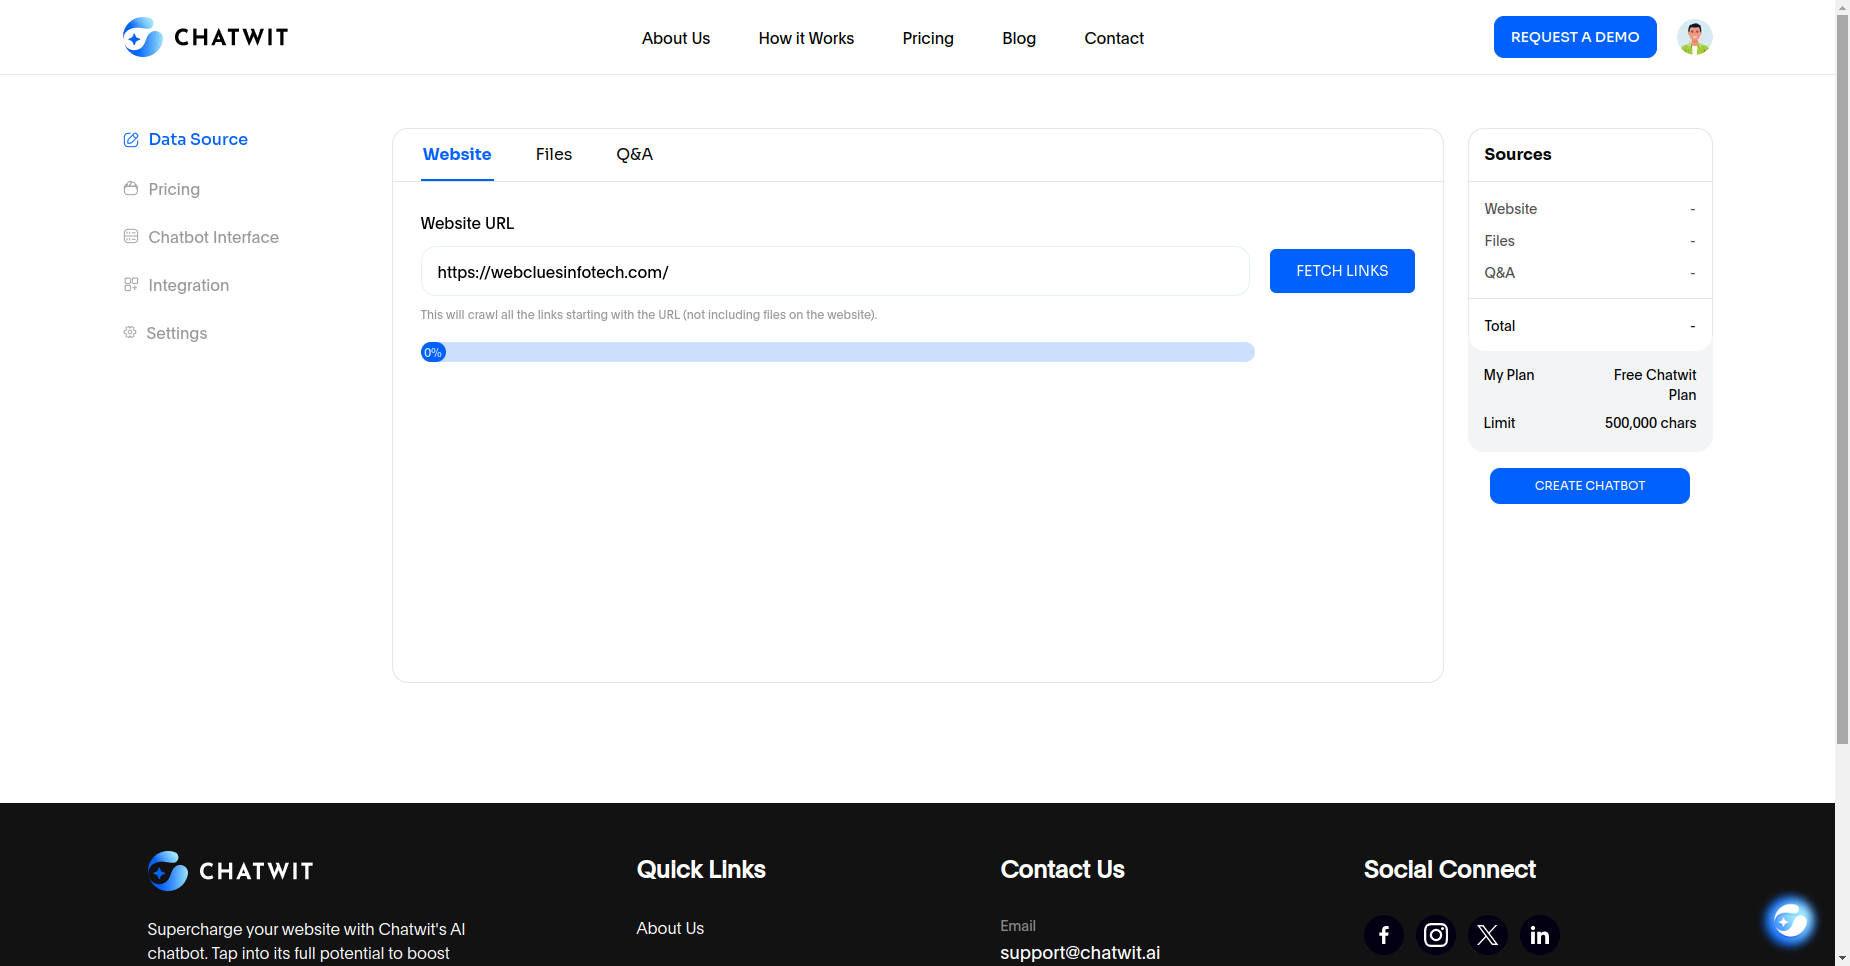 CHATWIT
About Us
How it Works
Pricing
Blog
Contact
REQUEST A DEMO
Data Source
Pricing
Chatbot Interface
Integration
Settings
Website
Files
Q&A
Website URL
https://webcluesinfotech.com/
FETCH LINKS
This will crawl all the links starting with the URL (not including files on the website).
0%
Sources
Website -
Files -
Q&A -
Total -
My Plan Free Chatwit
Plan
Limit 500,000 chars
CREATE CHATBOT
CHATWIT
Supercharge your website with Chatwit's AI
chatbot. Tap into its full potential to boost
Quick Links
About Us
Contact Us
Email
support@chatwit.ai
Social Connect